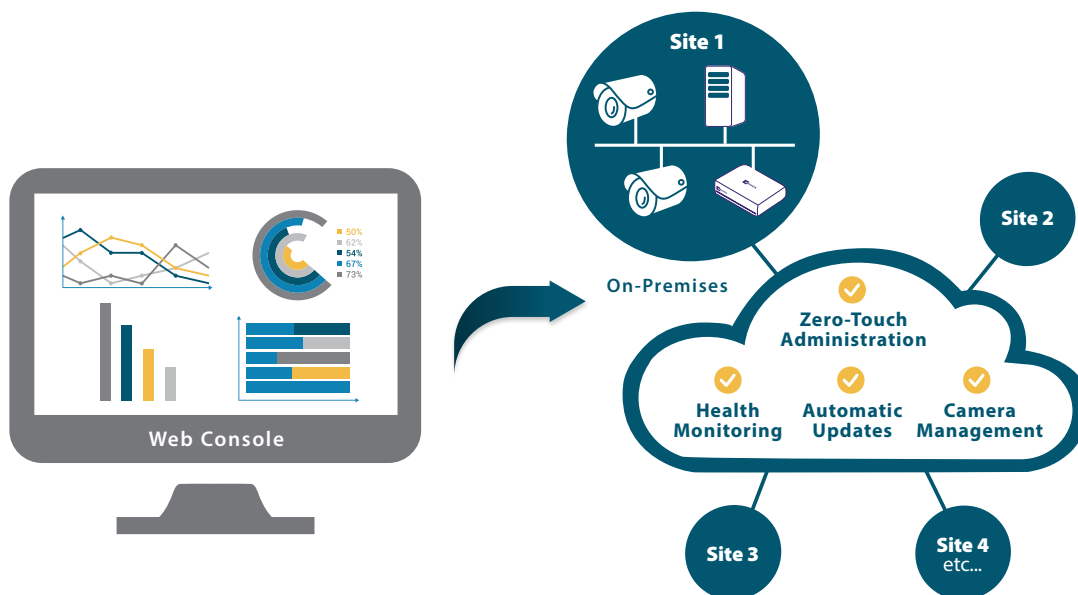 Site 1
50%
62%
54%
67%
73%
Web Console
On-Premises
Site 2
Zero-Touch
Administration
Health
Monitoring
Automatic
Updates
Camera
Management
Site 3
Site 4
etc...